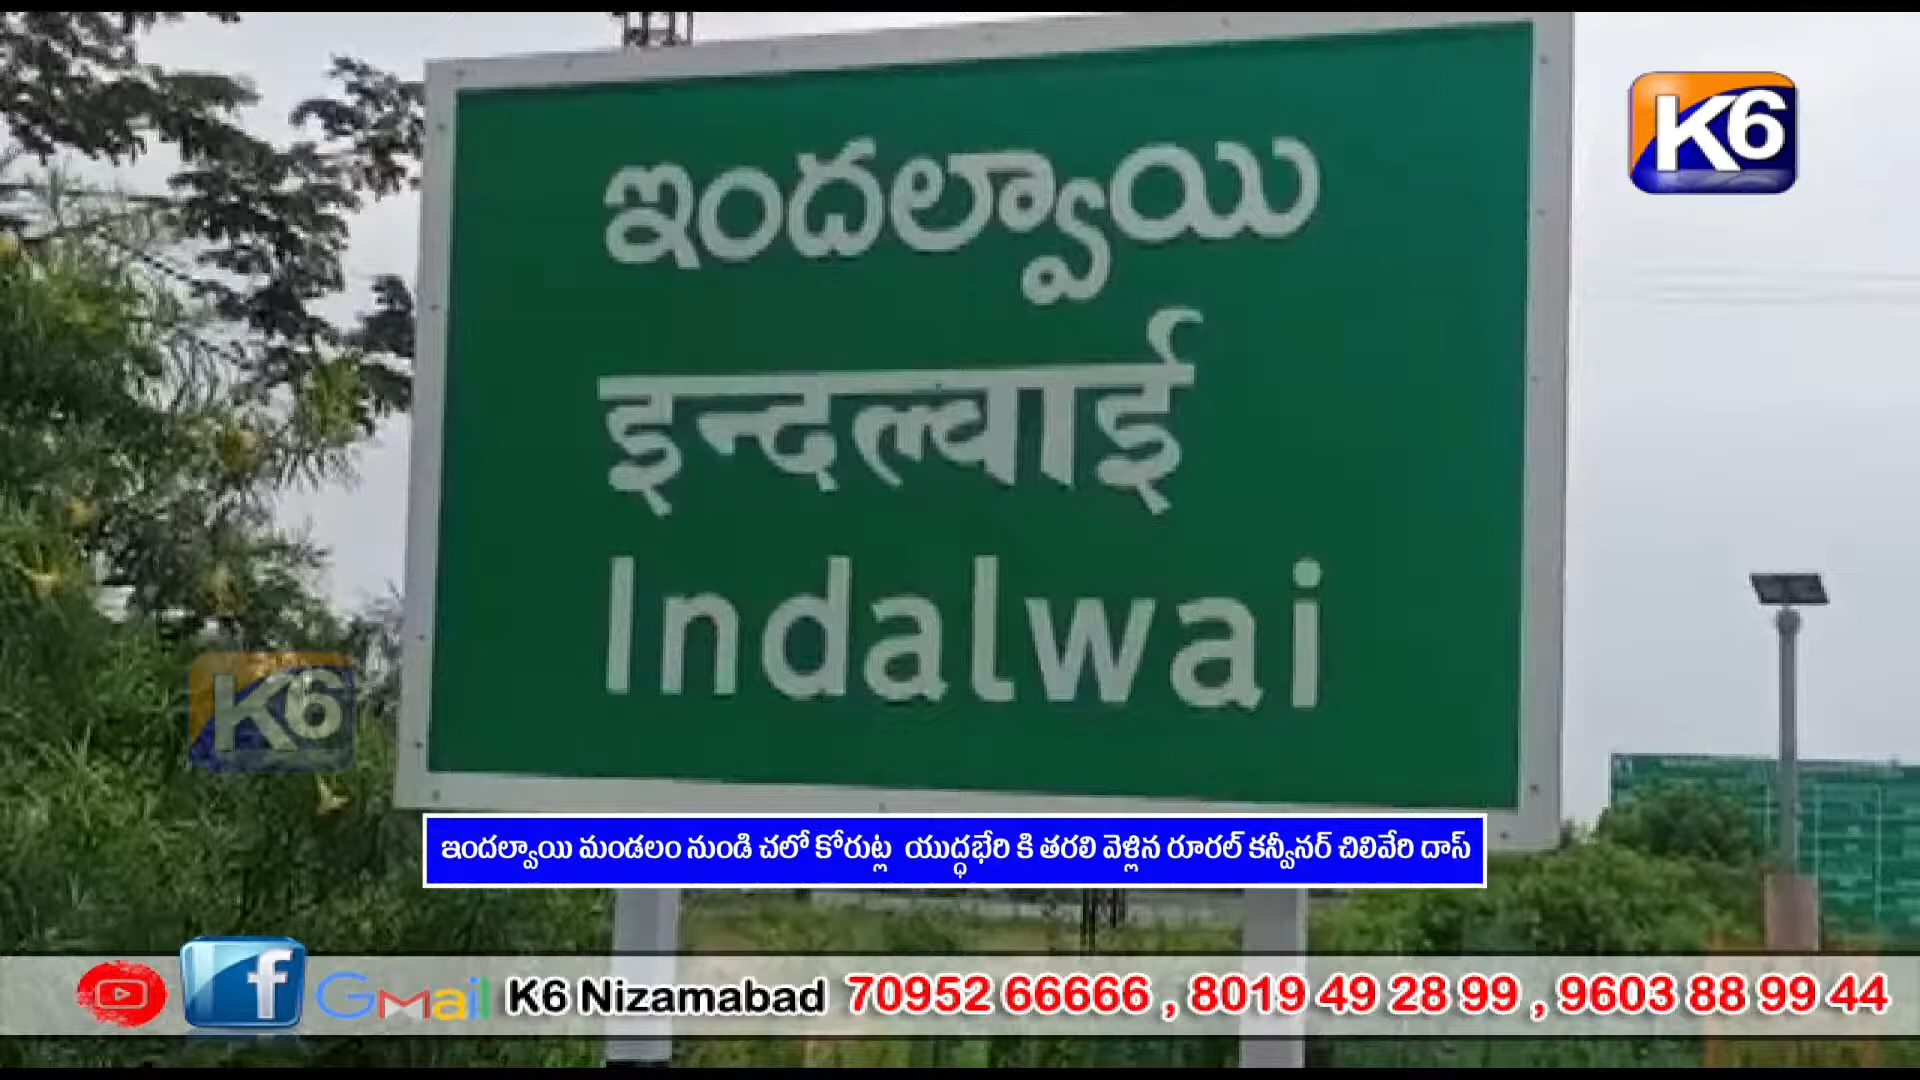 K6
ఇందల్వాయి
इन्दल्वाई
Indalwai
K6
ఇందల్వాయి మండలం నుండి చలో కోరుట్ల యుద్ధభేరి కి తరలి వెళ్లిన రూరల్ కన్వీనర్ చిలివేరి దాస్
f Gmail K6 Nizamabad 70952 66666 , 8019 49 28 99 , 9603 88 99 44